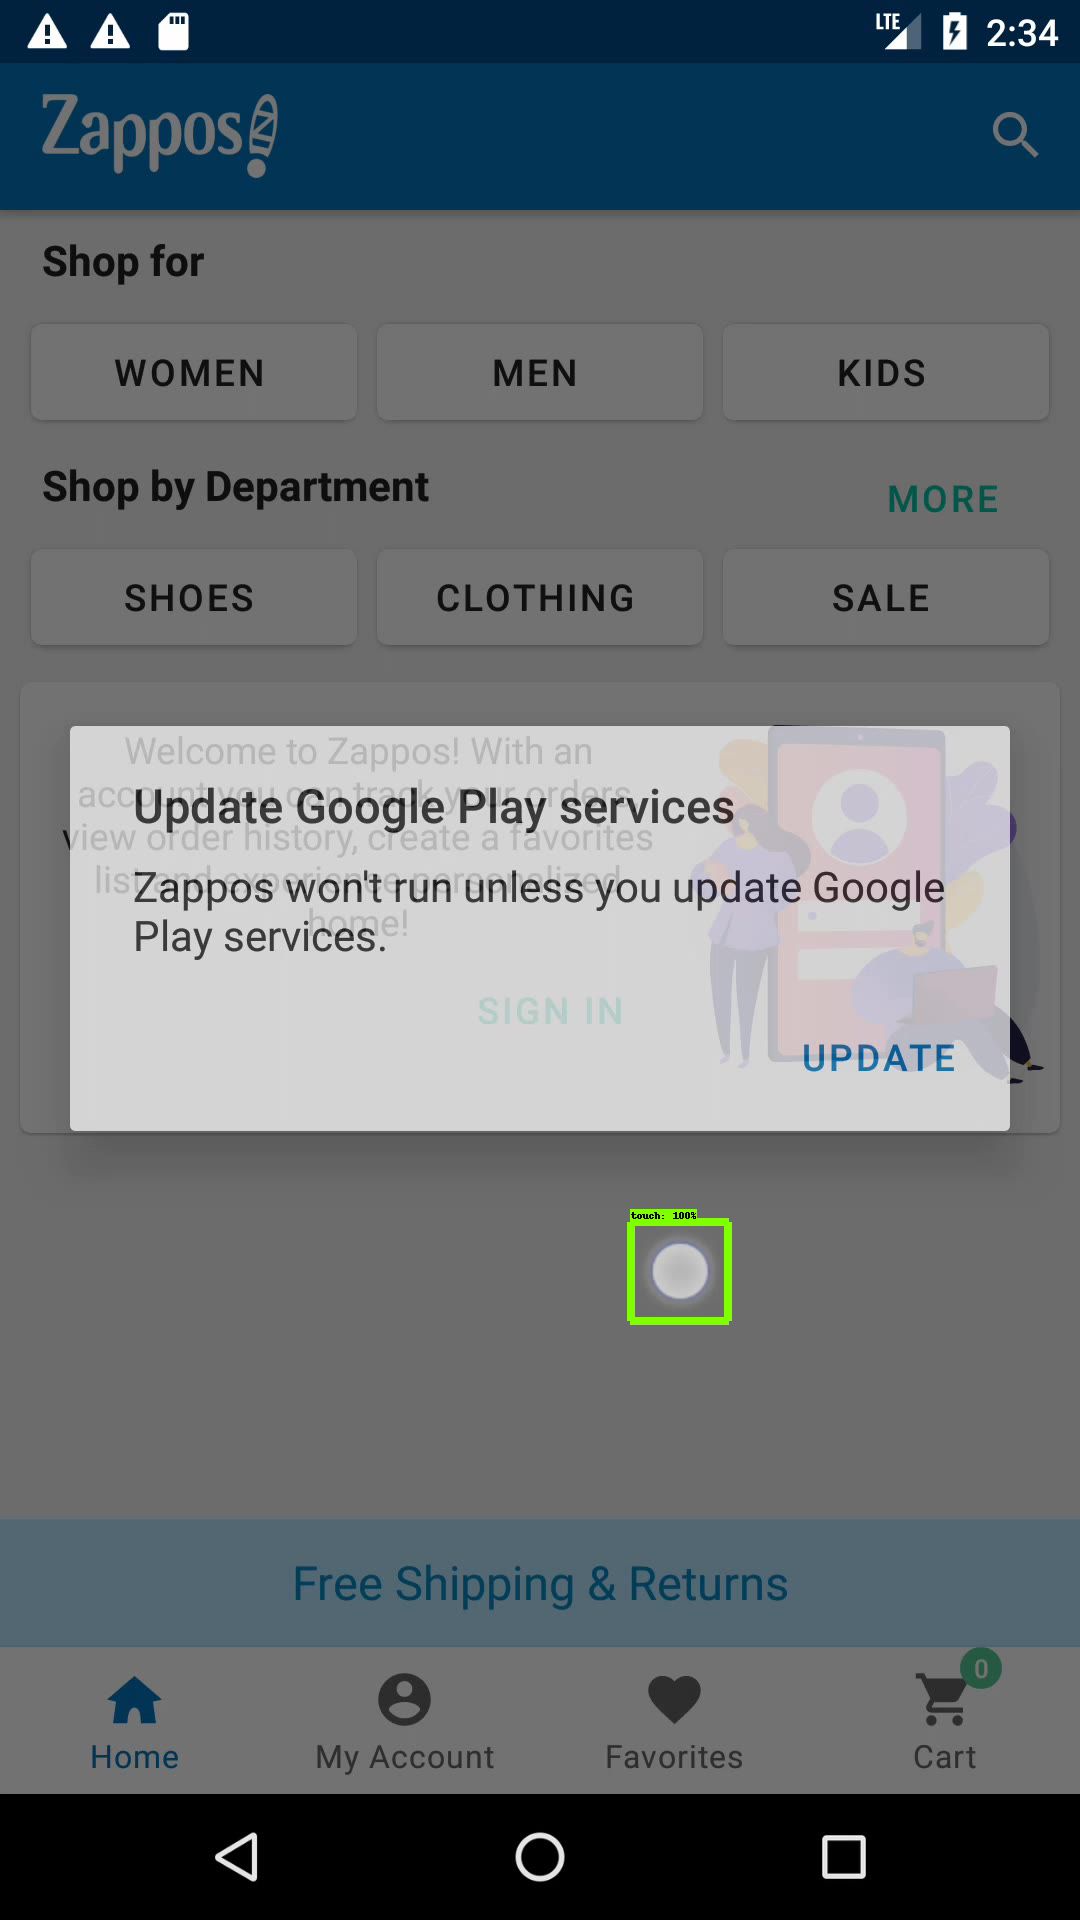 LTE 2:34
Zappos
Shop for
WOMEN MEN KIDS
Shop by Department
MORE
SHOES CLOTHING SALE
Welcome to Zappos! With an
account you can track your orders,
view order history, create a favorites
list and experience personalized
home!
SIGN IN
Update Google Play services
Zappos won't run unless you update Google
Play services.
UPDATE
touch: 100%
Free Shipping & Returns
0
Home My Account Favorites Cart